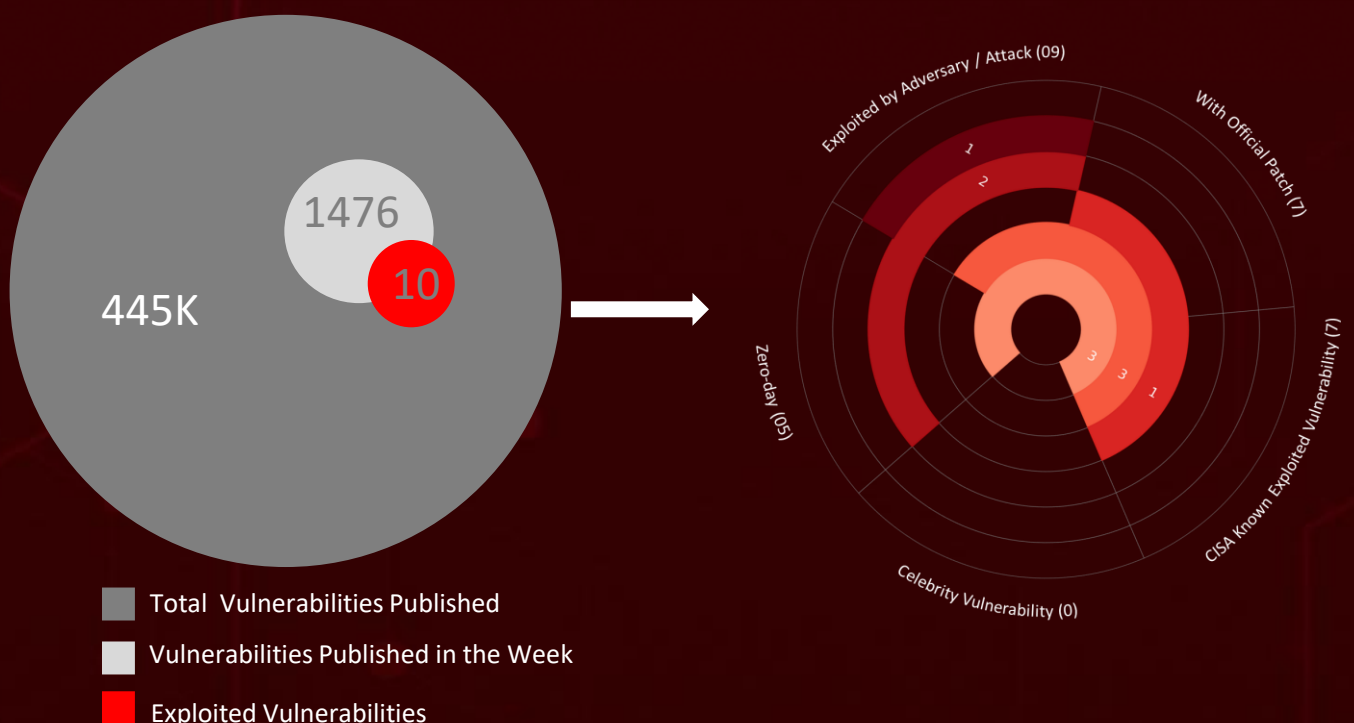 445K
1476
10
Total Vulnerabilities Published
Vulnerabilities Published in the Week
Exploited Vulnerabilities
Exploited by Adversary / Attack (09)
With Official Patch (7)
CISA Known Exploited Vulnerability (7)
Celebrity Vulnerability (0)
Zero-day (05)
1
2
3
3
1